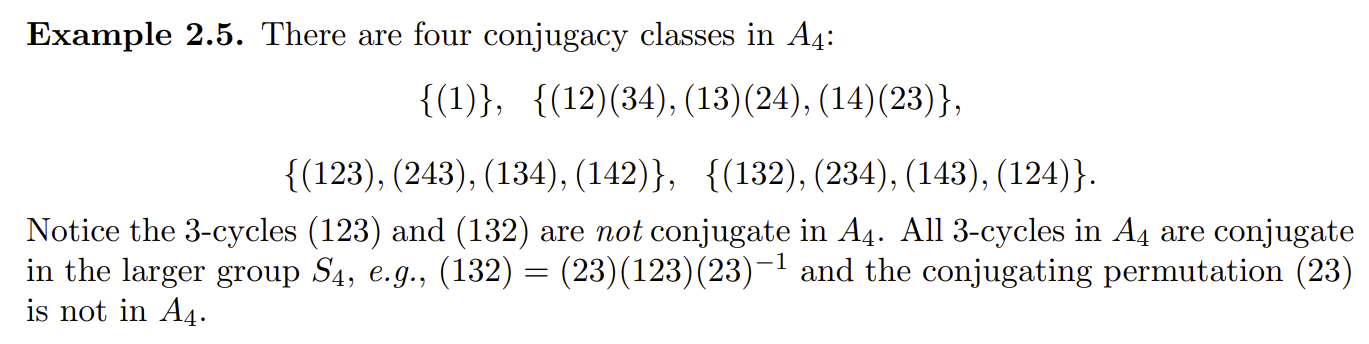 Example 2.5. There are four conjugacy classes in A₄:
{(1)}, {(12)(34), (13)(24), (14)(23)},
{(123), (243), (134), (142)}, {(132), (234), (143), (124)}.
Notice the 3-cycles (123) and (132) are not conjugate in A₄. All 3-cycles in A₄ are conjugate
in the larger group S₄, e.g., (132) = (23)(123)(23)⁻¹ and the conjugating permutation (23)
is not in A₄.